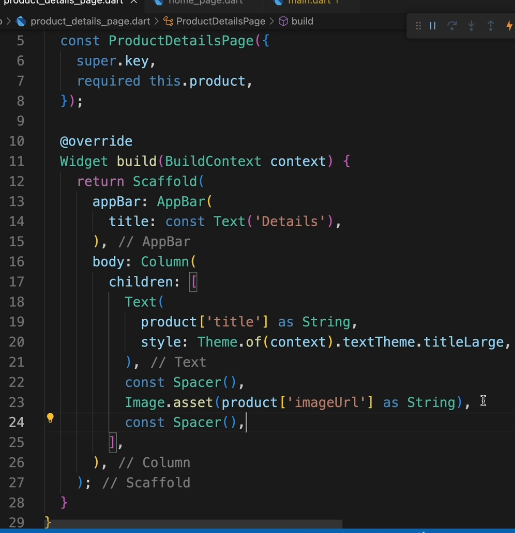 product_details_page.dart home_page.dart main.dart
product_details_page.dart > ProductDetailsPage > build
5 const ProductDetailsPage({
6 super.key,
7 required this.product,
8 });
9
10 @override
11 Widget build(BuildContext context) {
12 return Scaffold(
13 appBar: AppBar(
14 title: const Text('Details'),
15 ), // AppBar
16 body: Column(
17 children: [
18 Text(
19 product['title'] as String,
20 style: Theme.of(context).textTheme.titleLarge,
21 ), // Text
22 const Spacer(),
23 Image.asset(product['imageUrl'] as String),
24 const Spacer(),
25 ],
26 ), // Column
27 ); // Scaffold
28 }
29 }